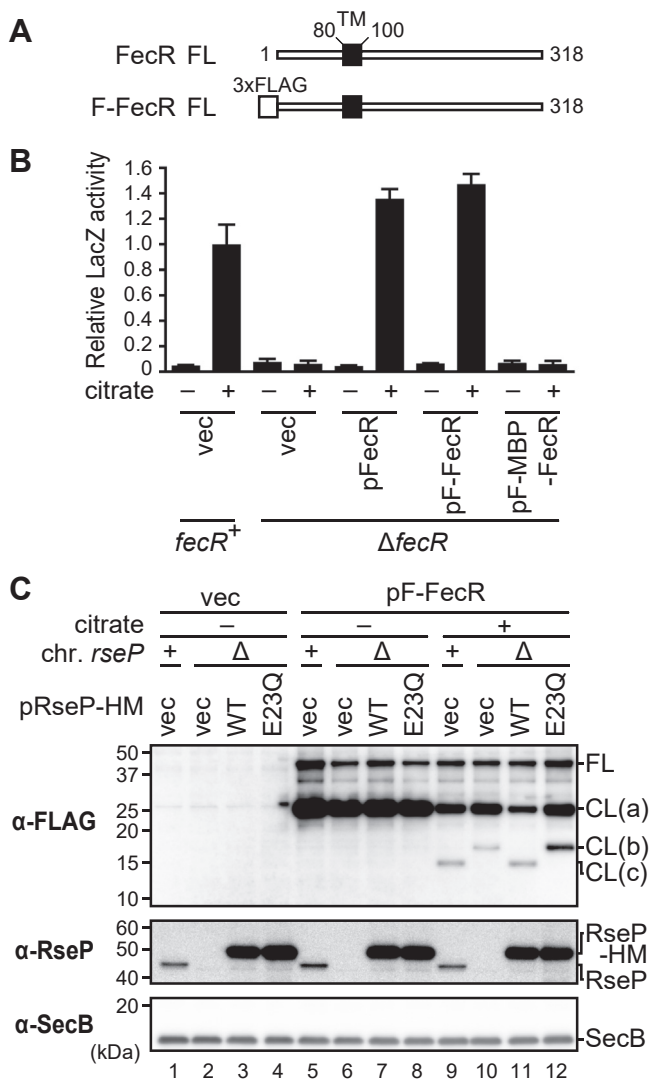 A
TM
80 100
FecR FL 1 318
3xFLAG
F-FecR FL 318
B
Relative LacZ activity
1.6
1.4
1.2
1.0
0.8
0.6
0.4
0.2
0
citrate – + – + – + – + – +
vec vec pFecR pF-FecR pF-MBP
-FecR
fecR+ ΔfecR
C
vec pF-FecR
citrate – – +
chr. rseP + Δ + Δ + Δ
pRseP-HM vec vec WT E23Q vec vec WT E23Q vec vec WT E23Q
α-FLAG
50
37
25
20
15
10
FL
CL(a)
CL(b)
CL(c)
α-RseP
60
50
40
RseP
-HM
RseP
α-SecB
20
SecB
(kDa)
1 2 3 4 5 6 7 8 9 10 11 12